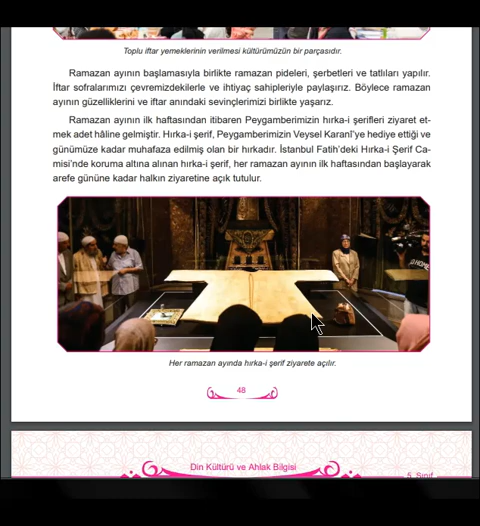 Toplu iftar yemeklerinin verilmesi kültürümüzün bir parçasıdır.
Ramazan ayının başlamasıyla birlikte ramazan pideleri, şerbetleri ve tatlıları yapılır.
İftar sofralarımızı çevremizdekilerle ve ihtiyaç sahipleriyle paylaşırız. Böylece ramazan
ayının güzelliklerini ve iftar anındaki sevinçlerimizi birlikte yaşarız.
Ramazan ayının ilk haftasından itibaren Peygamberimizin hırka-i şerifleri ziyaret et-
mek adet hâline gelmiştir. Hırka-i şerif, Peygamberimizin Veysel Karanî'ye hediye ettiği ve
günümüze kadar muhafaza edilmiş olan bir hırkadır. İstanbul Fatih'deki Hırka-i Şerif Ca-
misi'nde koruma altına alınan hırka-i şerif, her ramazan ayının ilk haftasından başlayarak
arefe gününe kadar halkın ziyaretine açık tutulur.
Her ramazan ayında hırka-i şerif ziyarete açılır.
48
Din Kültürü ve Ahlak Bilgisi
5. Sınıf